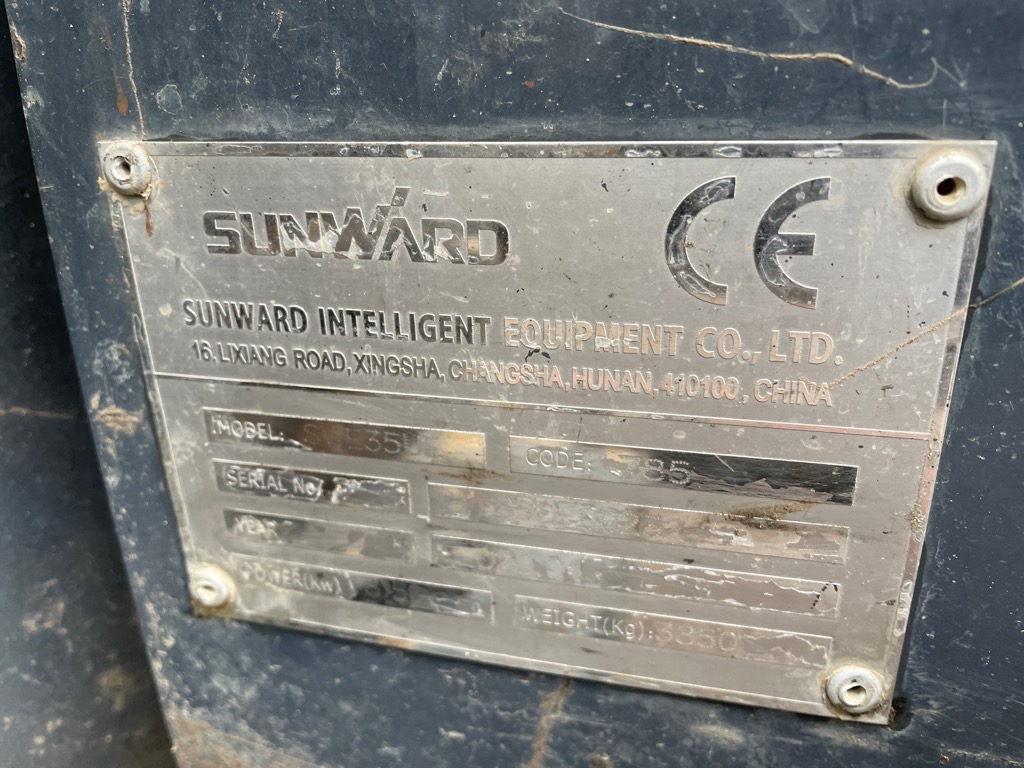 SUNWARD CE
SUNWARD INTELLIGENT EQUIPMENT CO., LTD.
16, LIXIANG ROAD, XINGSHA, CHANGSHA, HUNAN, 410100, CHINA
MODEL:
CODE:
SERIAL No
YEAR
POWER(Kw)
WEIGHT(Kg): 3850